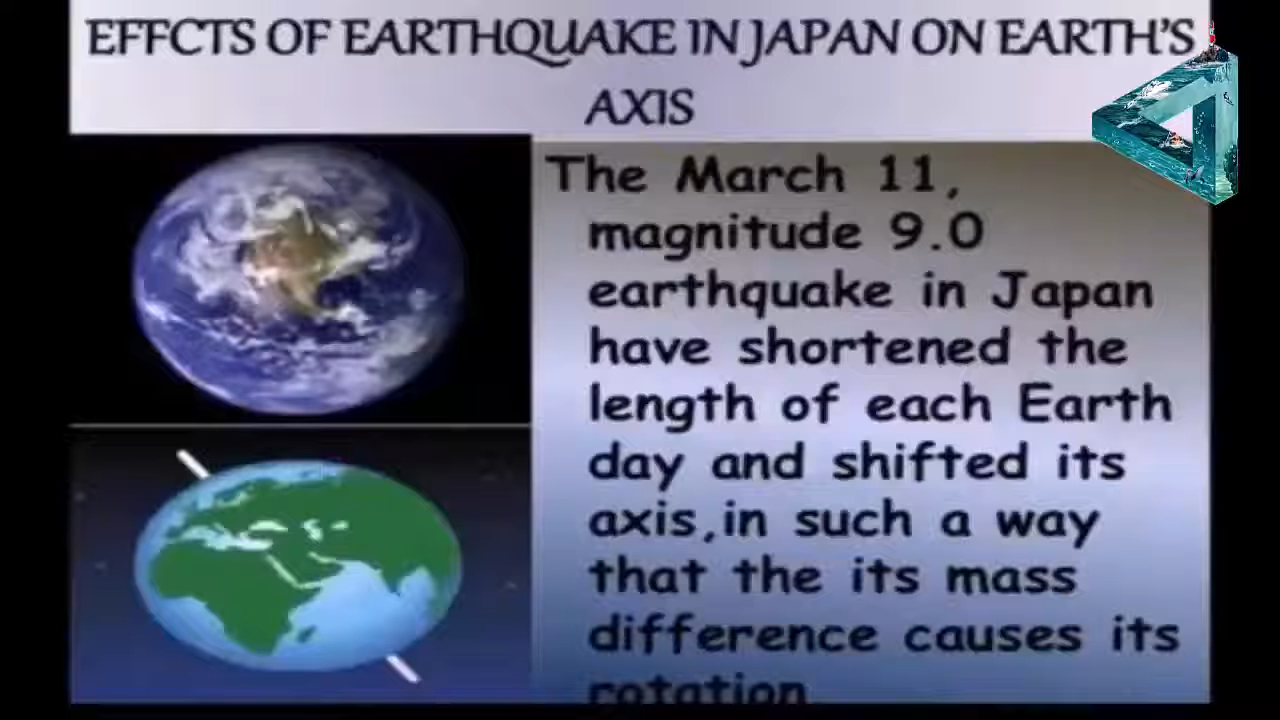 EFFCTS OF EARTHQUAKE IN JAPAN ON EARTH'S
AXIS
The March 11,
magnitude 9.0
earthquake in Japan
have shortened the
length of each Earth
day and shifted its
axis,in such a way
that the its mass
difference causes its
rotation